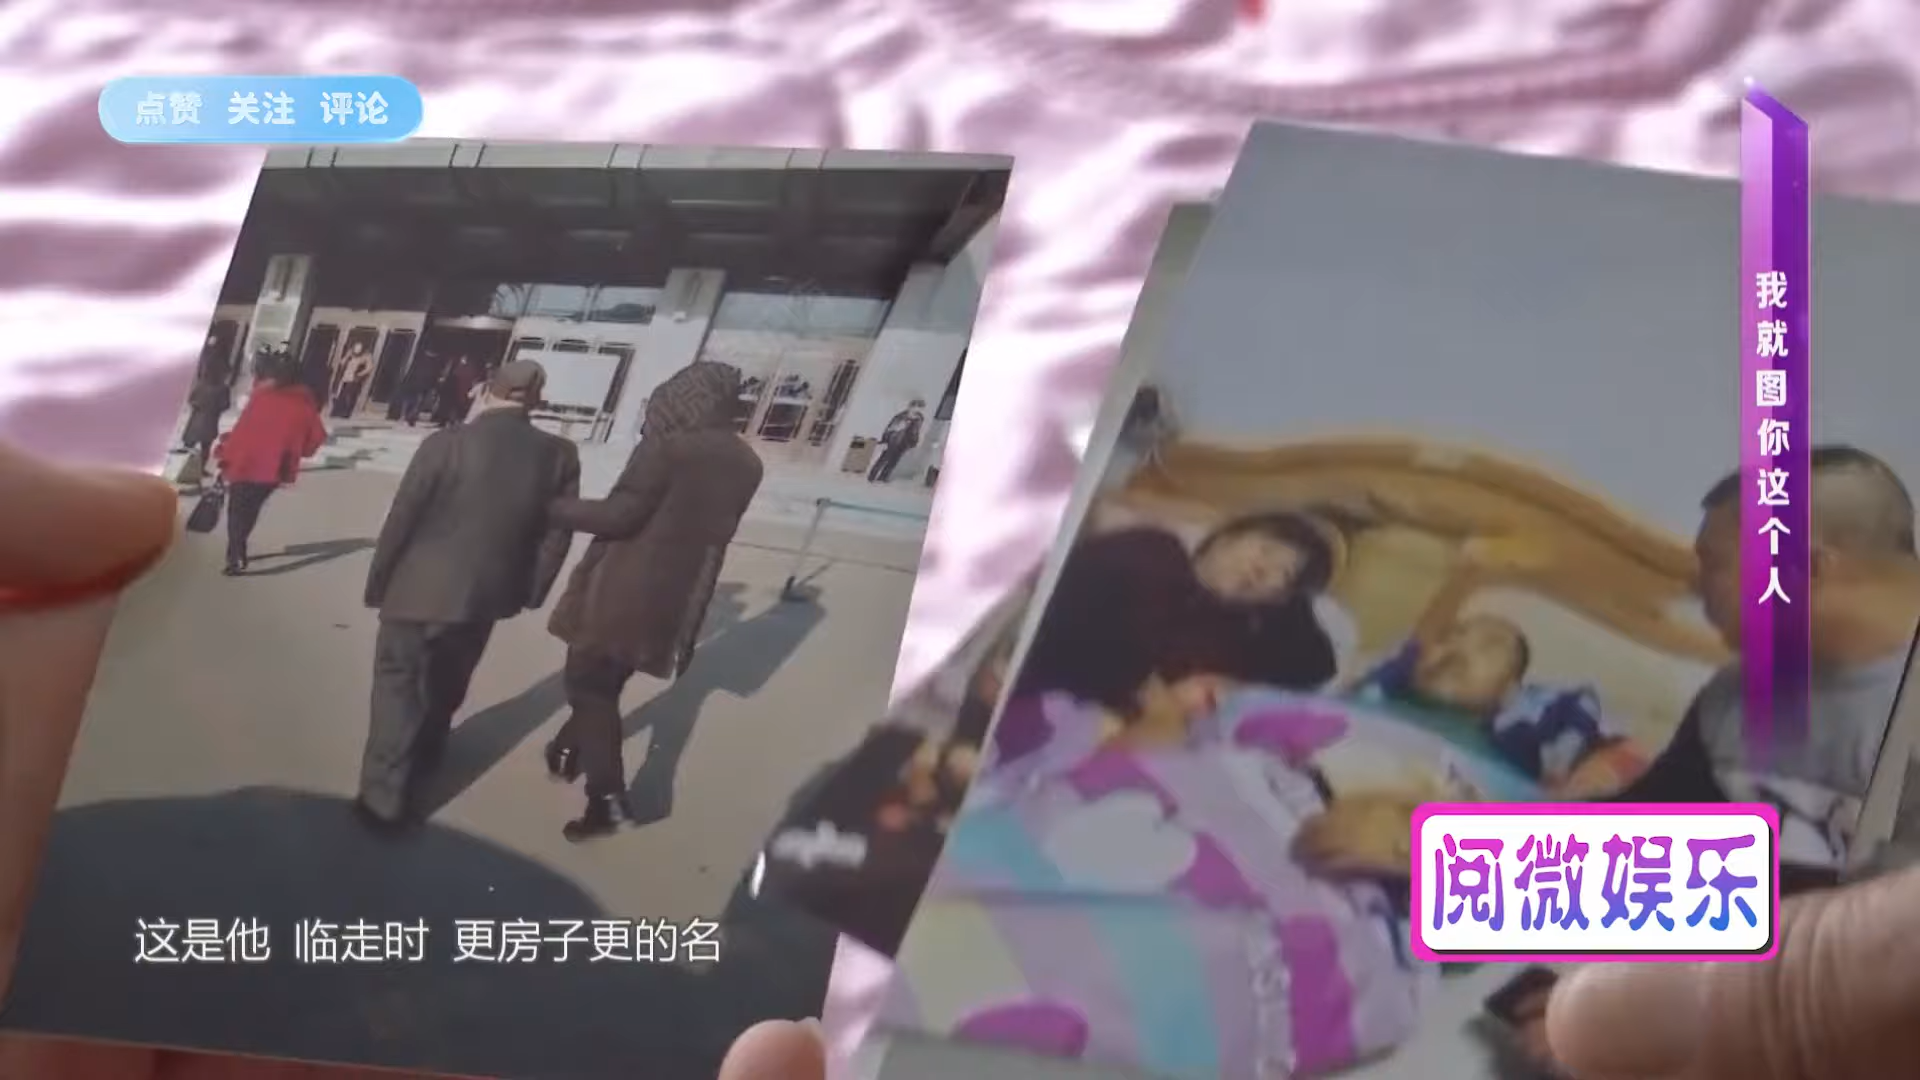 点赞 关注 评论
我就图你这个人
阅微娱乐
这是他 临走时 更房子更的名